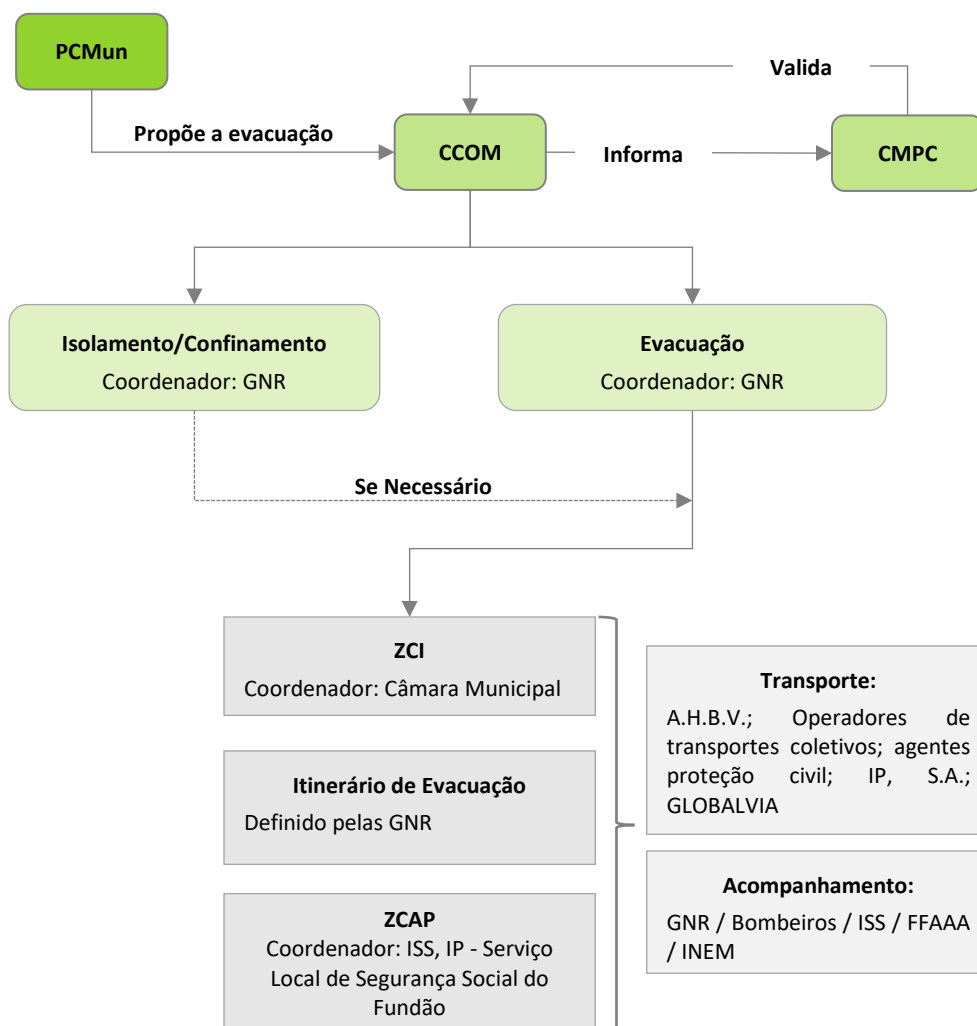 PCMun
Valida
Propõe a evacuação
CCOM
Informa
CMPC
Isolamento/Confinamento
Coordenador: GNR
Evacuação
Coordenador: GNR
Se Necessário
ZCI
Coordenador: Câmara Municipal
Itinerário de Evacuação
Definido pelas GNR
ZCAP
Coordenador: ISS, IP - Serviço
Local de Segurança Social do
Fundão
Transporte:
A.H.B.V.; Operadores de
transportes coletivos; agentes
proteção civil; IP, S.A.;
GLOBALVIA
Acompanhamento:
GNR / Bombeiros / ISS / FFAAA
/ INEM